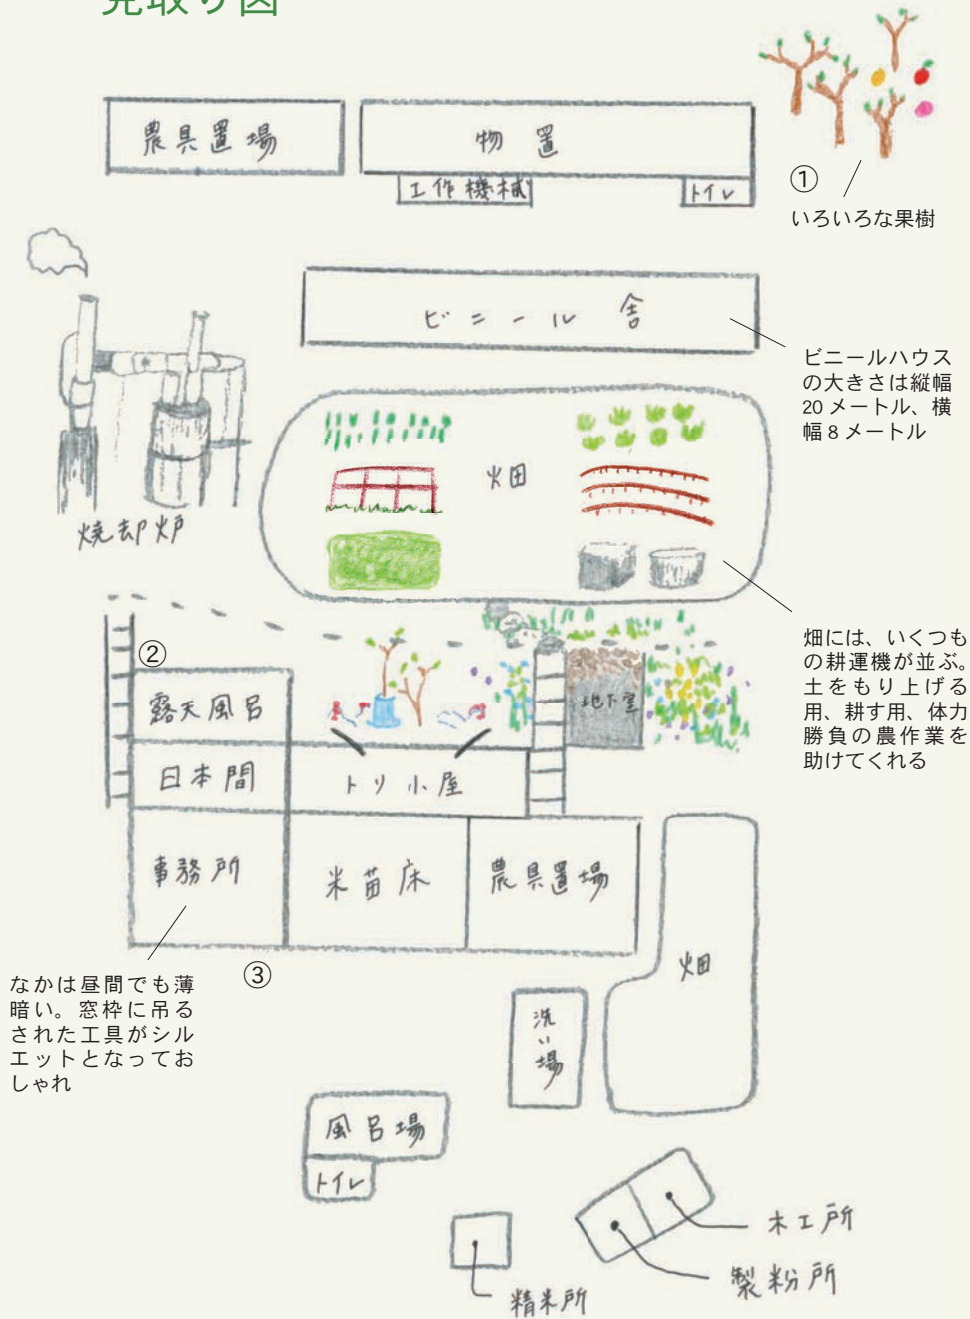 見取り図
農具置場
物置
工作機械
トイレ
①
いろいろな果樹
ビニール舎
ビニールハウス
の大きさは縦幅
20メートル、横
幅8メートル
畑
焼却炉
畑には、いくつも
の耕運機が並ぶ。
土をもり上げる
用、耕す用、体力
勝負の農作業を
助けてくれる
②
露天風呂
地下室
日本間
トリ小屋
事務所
米苗床
農具置場
畑
③
なかは昼間でも薄
暗い。窓枠に吊る
された工具がシル
エットとなってお
しゃれ
洗い場
風呂場
トイレ
木工所
製粉所
精米所